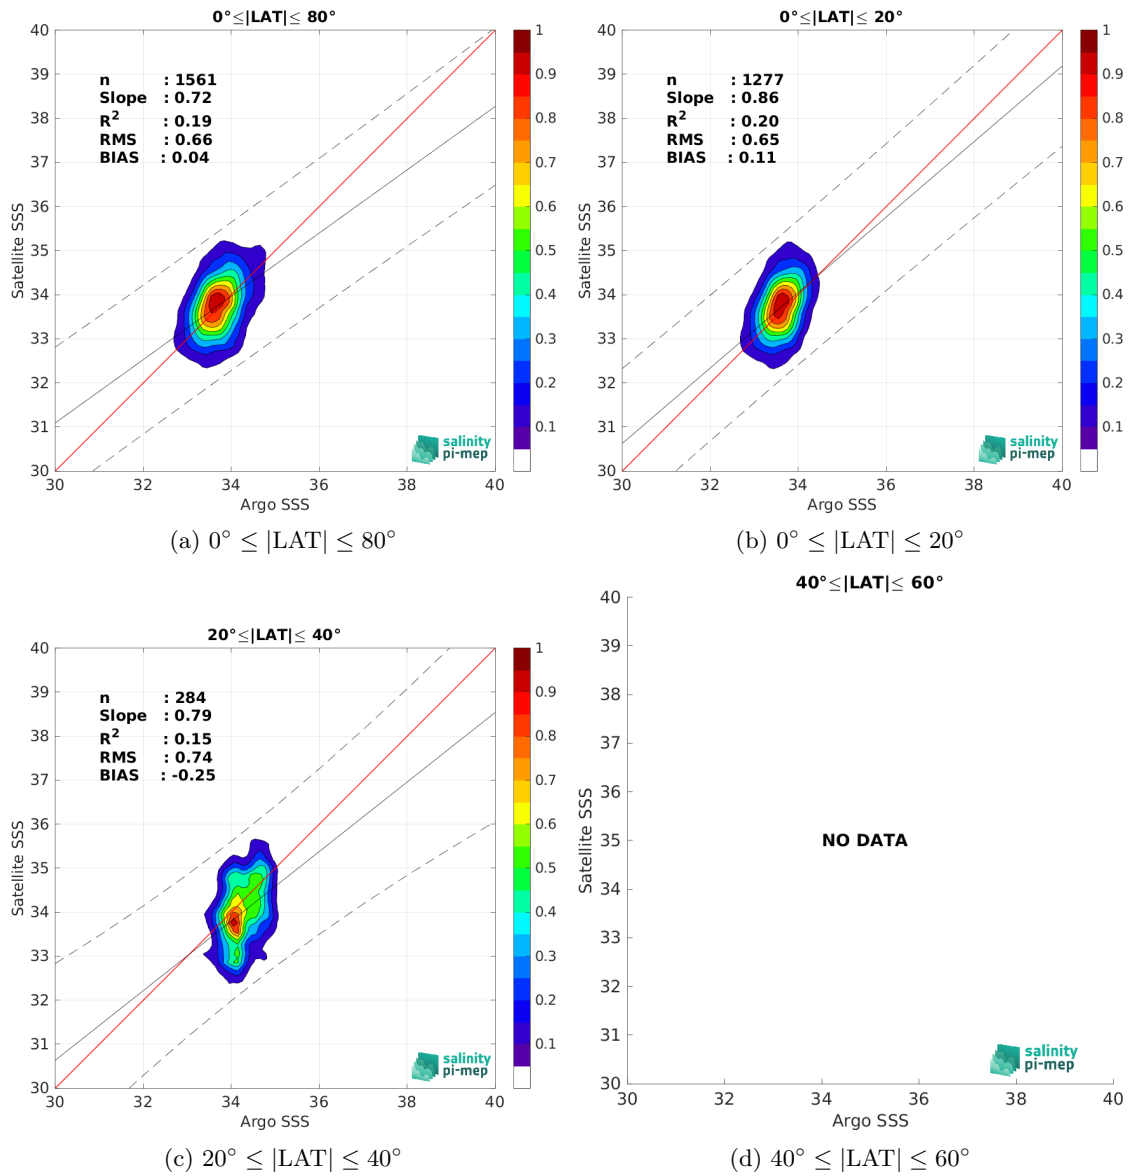 0°≤|LAT|≤ 80°
n : 1561
Slope : 0.72
R2 : 0.19
RMS : 0.66
BIAS : 0.04
40
39
38
37
36
35
34
33
32
31
30
Satellite SSS
30 32 34 36 38 40
Argo SSS
1
0.9
0.8
0.7
0.6
0.5
0.4
0.3
0.2
0.1
salinity
pi-mep
(a) 0° ≤ |LAT| ≤ 80°
0°≤|LAT|≤ 20°
n : 1277
Slope : 0.86
R2 : 0.20
RMS : 0.65
BIAS : 0.11
40
39
38
37
36
35
34
33
32
31
30
Satellite SSS
30 32 34 36 38 40
Argo SSS
1
0.9
0.8
0.7
0.6
0.5
0.4
0.3
0.2
0.1
salinity
pi-mep
(b) 0° ≤ |LAT| ≤ 20°
20°≤|LAT|≤ 40°
n : 284
Slope : 0.79
R2 : 0.15
RMS : 0.74
BIAS : -0.25
40
39
38
37
36
35
34
33
32
31
30
Satellite SSS
30 32 34 36 38 40
Argo SSS
1
0.9
0.8
0.7
0.6
0.5
0.4
0.3
0.2
0.1
salinity
pi-mep
(c) 20° ≤ |LAT| ≤ 40°
40°≤|LAT|≤ 60°
40
39
38
37
36
35
34
33
32
31
30
Satellite SSS
NO DATA
30 32 34 36 38 40
Argo SSS
salinity
pi-mep
(d) 40° ≤ |LAT| ≤ 60°